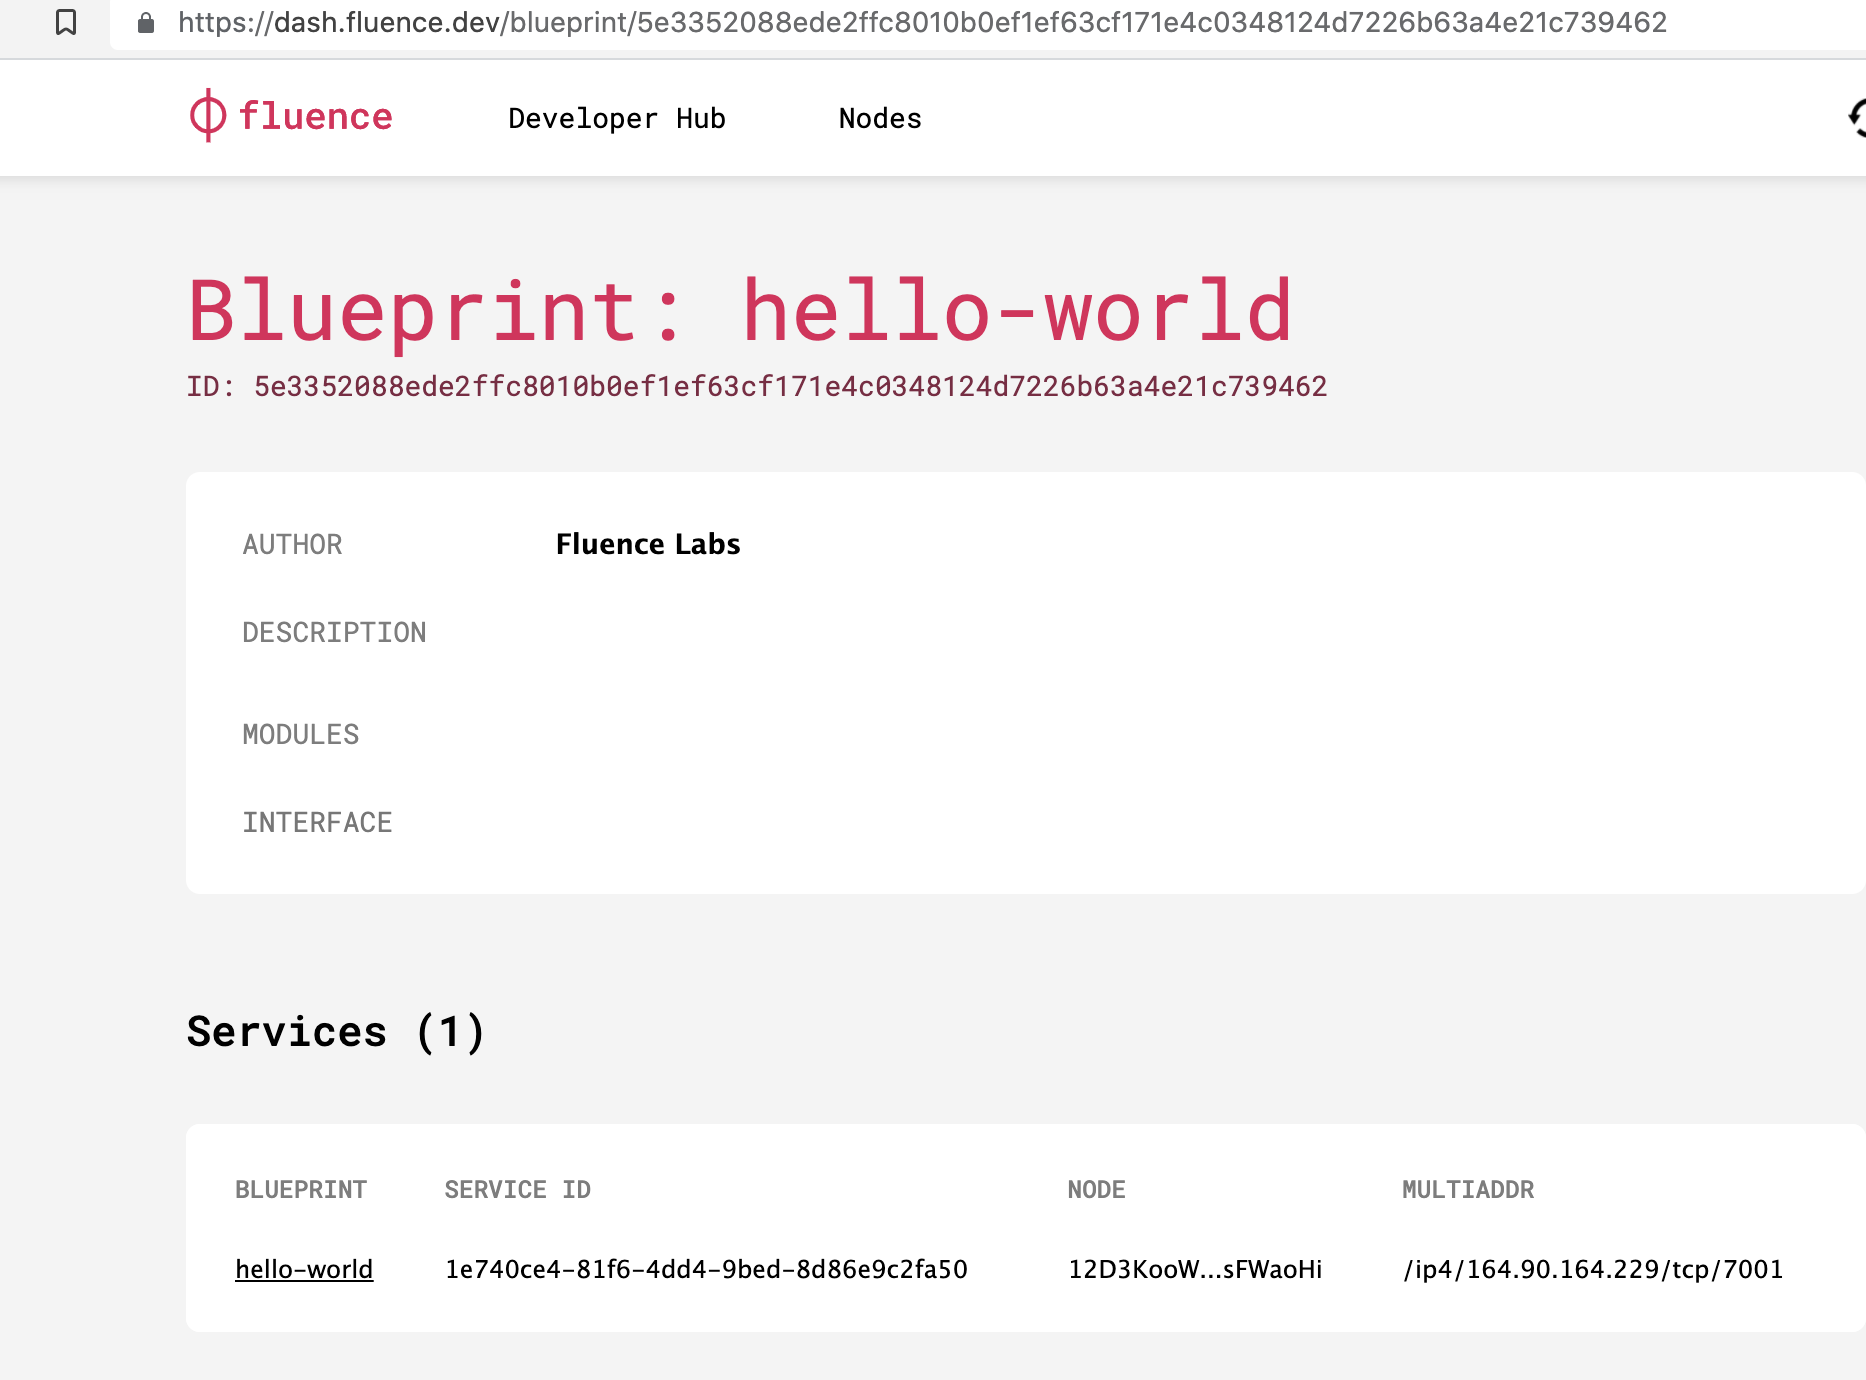 https://dash.fluence.dev/blueprint/5e3352088ede2ffc8010b0ef1ef63cf171e4c0348124d7226b63a4e21c739462
fluence Developer Hub Nodes
Blueprint: hello-world
ID: 5e3352088ede2ffc8010b0ef1ef63cf171e4c0348124d7226b63a4e21c739462
AUTHOR Fluence Labs
DESCRIPTION
MODULES
INTERFACE
Services (1)
BLUEPRINT SERVICE ID NODE MULTIADDR
hello-world 1e740ce4-81f6-4dd4-9bed-8d86e9c2fa50 12D3KooW...sFWaoHi /ip4/164.90.164.229/tcp/7001